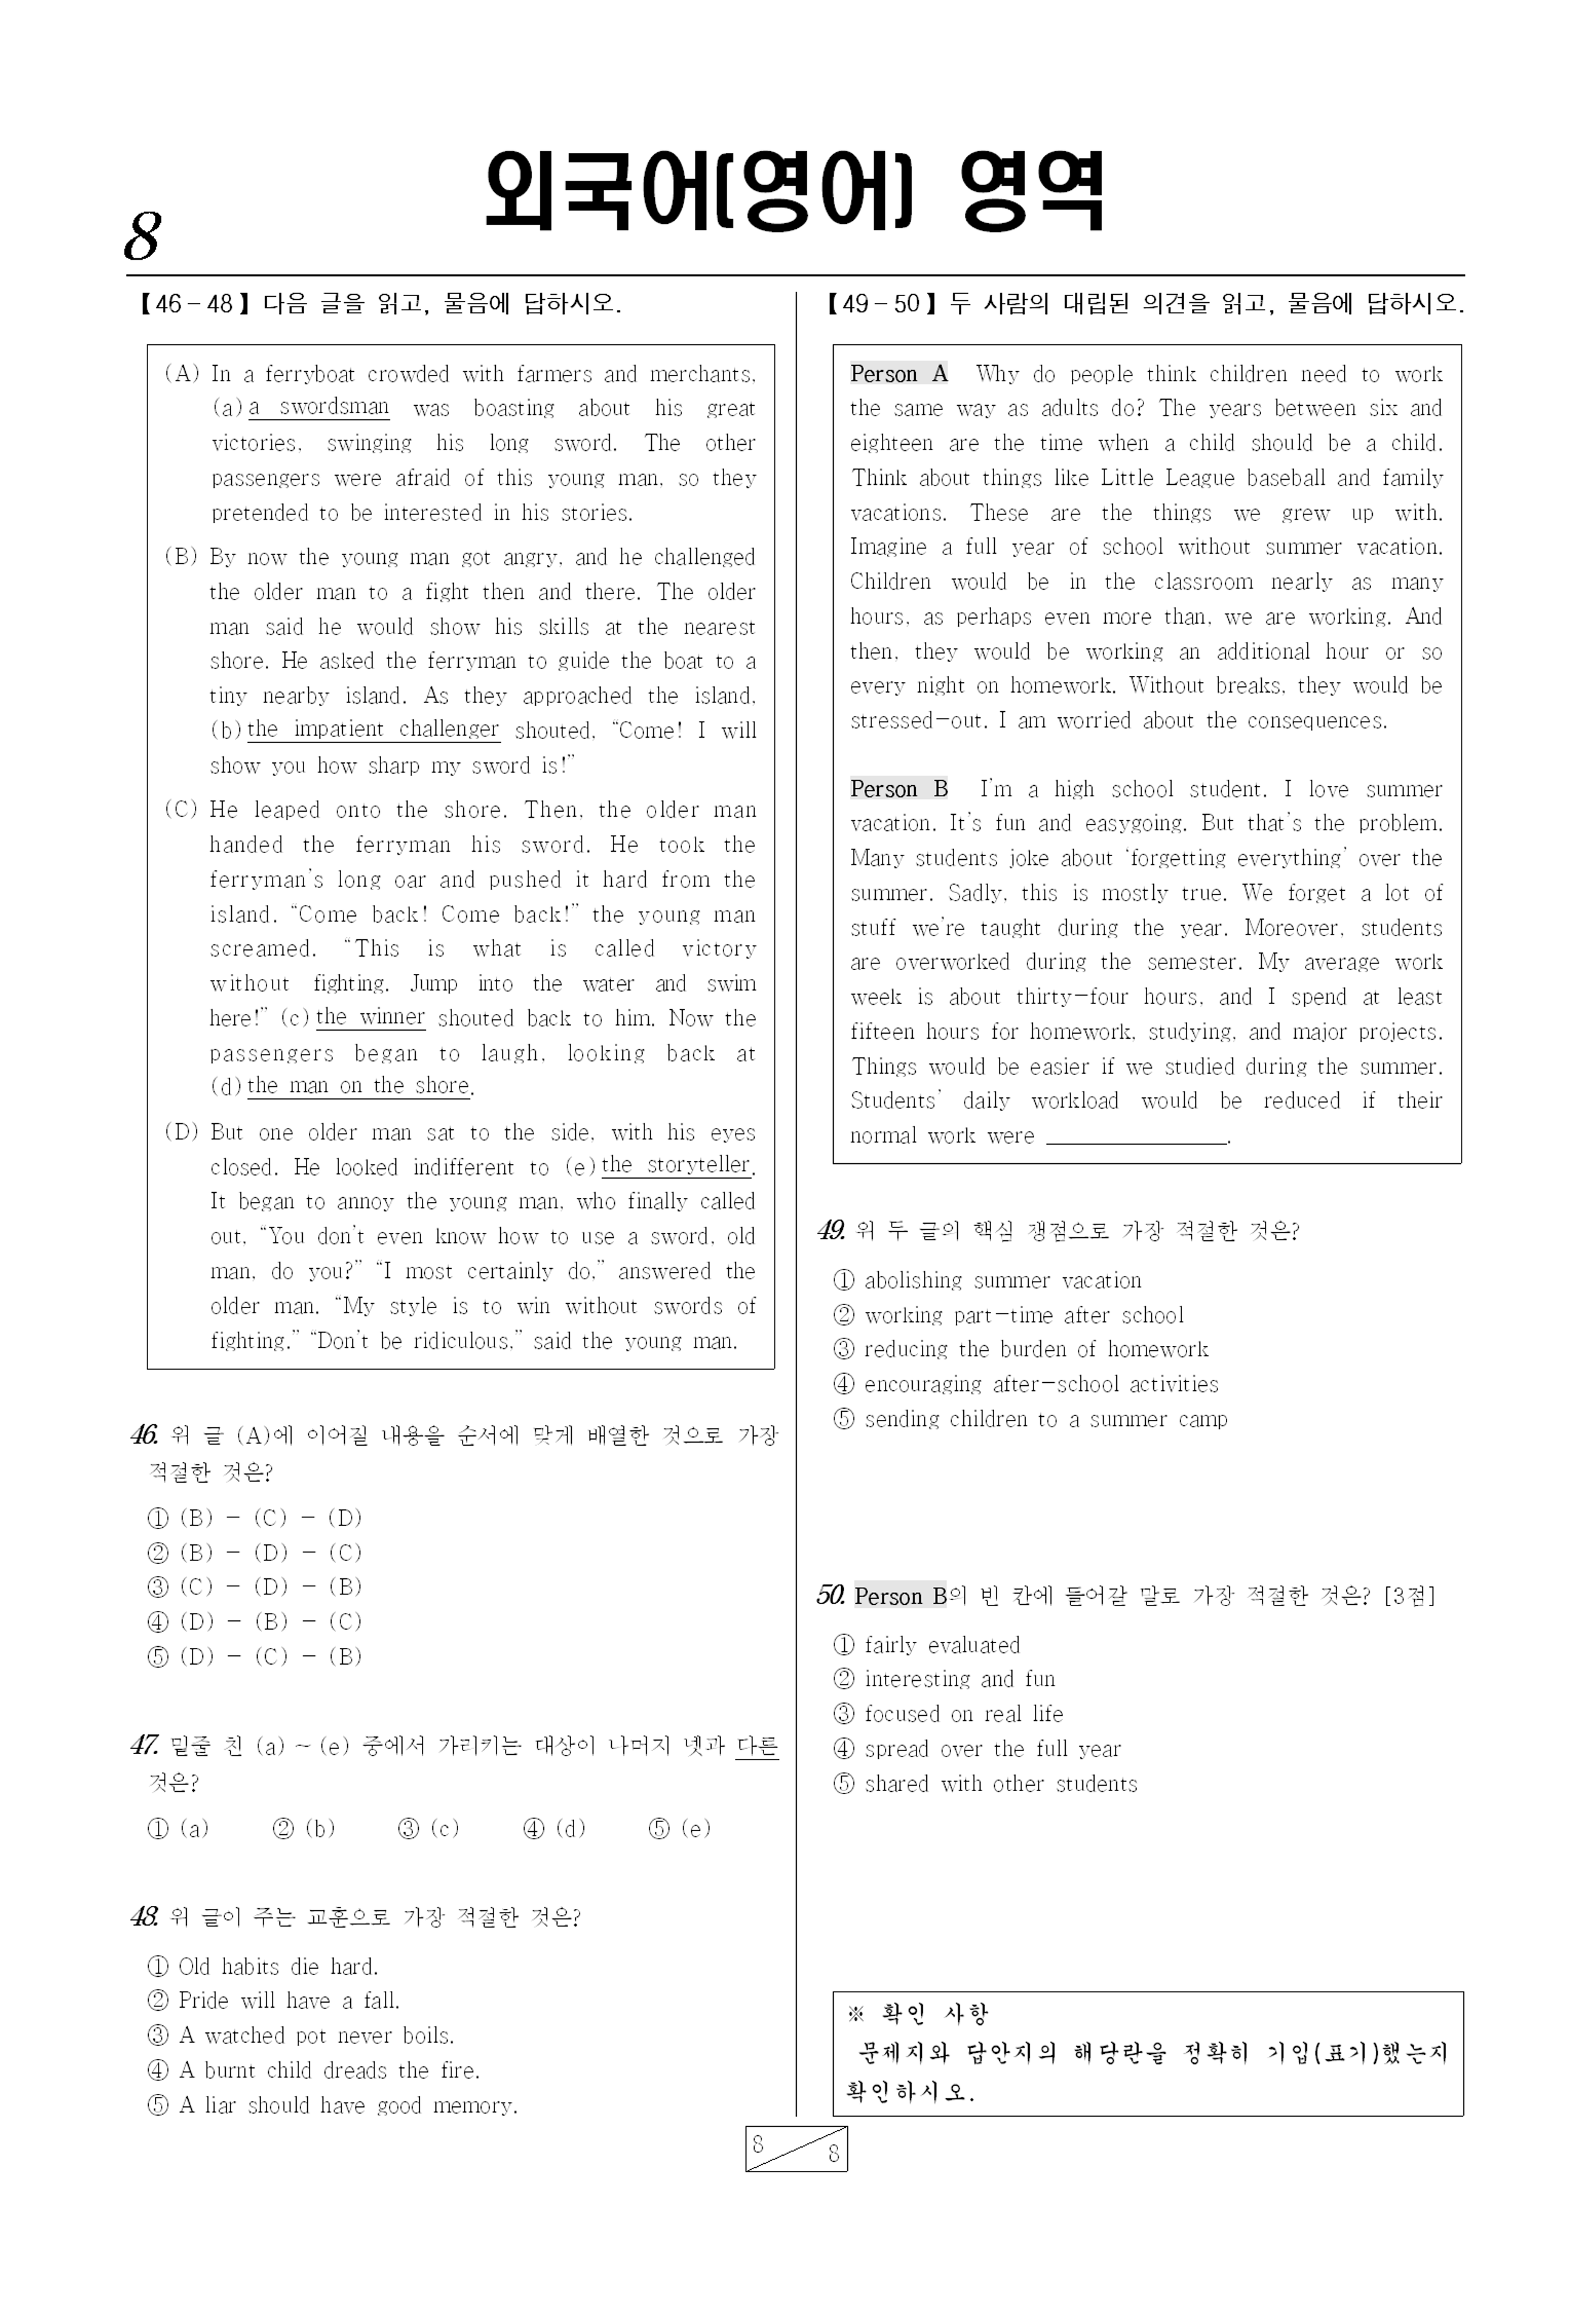 8
외국어(영어) 영역
【46－48】 다음 글을 읽고, 물음에 답하시오.
(A) In a ferryboat crowded with farmers and merchants,
(a) a swordsman was boasting about his great
victories, swinging his long sword. The other
passengers were afraid of this young man, so they
pretended to be interested in his stories.
(B) By now the young man got angry, and he challenged
the older man to a fight then and there. The older
man said he would show his skills at the nearest
shore. He asked the ferryman to guide the boat to a
tiny nearby island. As they approached the island,
(b) the impatient challenger shouted, “Come! I will
show you how sharp my sword is!”
(C) He leaped onto the shore. Then, the older man
handed the ferryman his sword. He took the
ferryman's long oar and pushed it hard from the
island. “Come back! Come back!” the young man
screamed. “This is what is called victory
without fighting. Jump into the water and swim
here!” (c) the winner shouted back to him. Now the
passengers began to laugh, looking back at
(d) the man on the shore.
(D) But one older man sat to the side, with his eyes
closed. He looked indifferent to (e) the storyteller.
It began to annoy the young man, who finally called
out, “You don't even know how to use a sword, old
man, do you?” “I most certainly do,” answered the
older man. “My style is to win without swords of
fighting.” “Don't be ridiculous,” said the young man.
46. 위 글 (A)에 이어질 내용을 순서에 맞게 배열한 것으로 가장
적절한 것은?
① (B) － (C) － (D)
② (B) － (D) － (C)
③ (C) － (D) － (B)
④ (D) － (B) － (C)
⑤ (D) － (C) － (B)
47. 밑줄 친 (a) ~ (e) 중에서 가리키는 대상이 나머지 넷과 다른
것은?
① (a) ② (b) ③ (c) ④ (d) ⑤ (e)
48. 위 글이 주는 교훈으로 가장 적절한 것은?
① Old habits die hard.
② Pride will have a fall.
③ A watched pot never boils.
④ A burnt child dreads the fire.
⑤ A liar should have good memory.
【49－50】 두 사람의 대립된 의견을 읽고, 물음에 답하시오.
Person A Why do people think children need to work
the same way as adults do? The years between six and
eighteen are the time when a child should be a child.
Think about things like Little League baseball and family
vacations. These are the things we grew up with.
Imagine a full year of school without summer vacation.
Children would be in the classroom nearly as many
hours, as perhaps even more than, we are working. And
then, they would be working an additional hour or so
every night on homework. Without breaks, they would be
stressed-out. I am worried about the consequences.
Person B I'm a high school student. I love summer
vacation. It's fun and easygoing. But that's the problem.
Many students joke about ‘forgetting everything’ over the
summer. Sadly, this is mostly true. We forget a lot of
stuff we're taught during the year. Moreover, students
are overworked during the semester. My average work
week is about thirty-four hours, and I spend at least
fifteen hours for homework, studying, and major projects.
Things would be easier if we studied during the summer.
Students' daily workload would be reduced if their
normal work were ______________.
49. 위 두 글의 핵심 쟁점으로 가장 적절한 것은?
① abolishing summer vacation
② working part-time after school
③ reducing the burden of homework
④ encouraging after-school activities
⑤ sending children to a summer camp
50. Person B의 빈 칸에 들어갈 말로 가장 적절한 것은? [3점]
① fairly evaluated
② interesting and fun
③ focused on real life
④ spread over the full year
⑤ shared with other students
※ 확인 사항
문제지와 답안지의 해당란을 정확히 기입(표기)했는지
확인하시오.
8
8